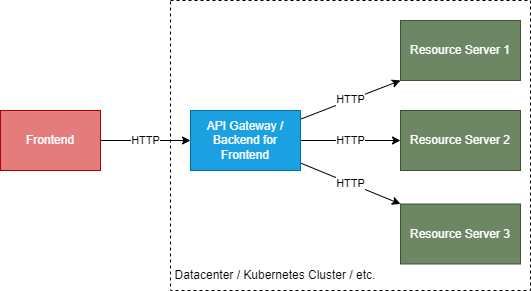 HTTP
Resource Server 1
HTTP
Frontend
HTTP
API Gateway /
Backend for
Frontend
HTTP
Resource Server 2
HTTP
Resource Server 3
Datacenter / Kubernetes Cluster / etc.